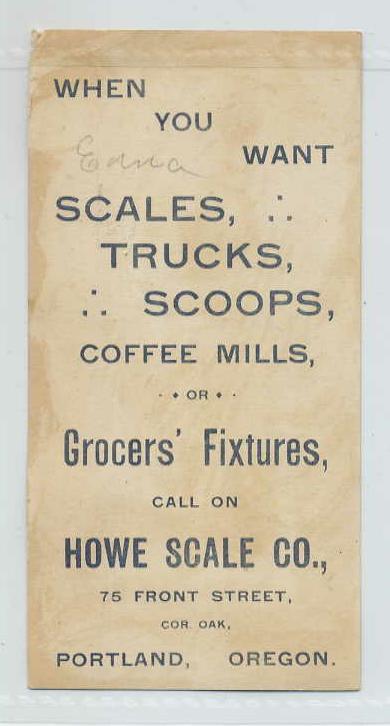 WHEN
YOU
Edna
WANT
SCALES, ∴
TRUCKS,
∴ SCOOPS,
COFFEE MILLS,
· ♦ OR ♦ ·
Grocers' Fixtures,
CALL ON
HOWE SCALE CO.,
75 FRONT STREET,
COR. OAK,
PORTLAND, OREGON.